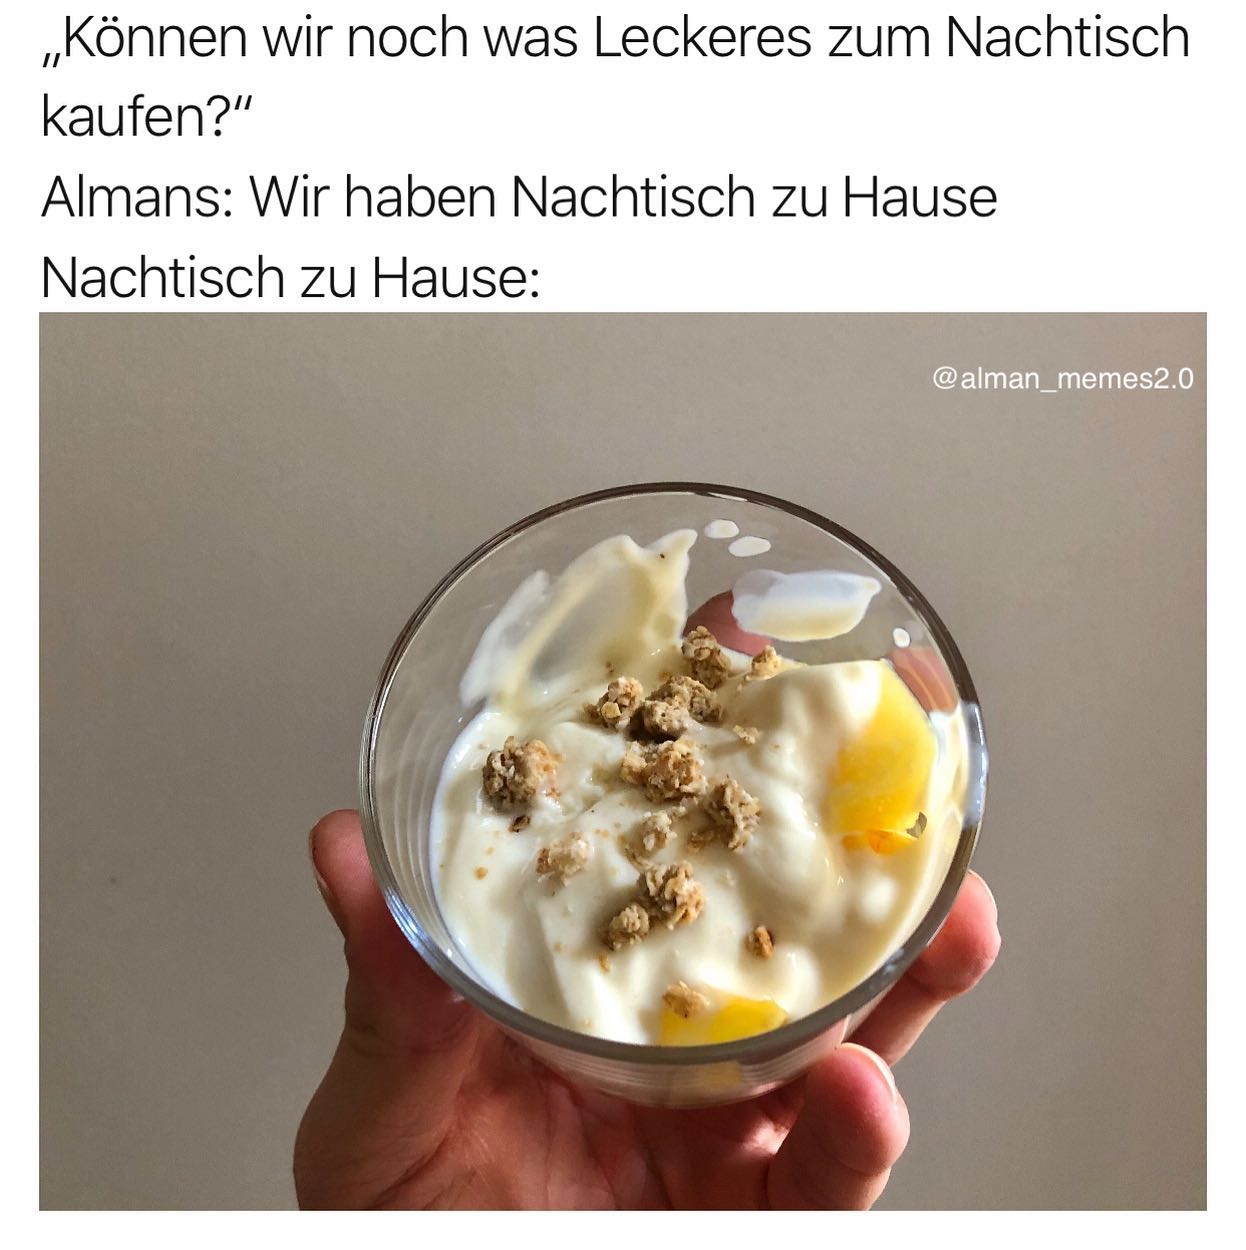 „Können wir noch was Leckeres zum Nachtisch
kaufen?“
Almans: Wir haben Nachtisch zu Hause
Nachtisch zu Hause:
@alman_memes2.0